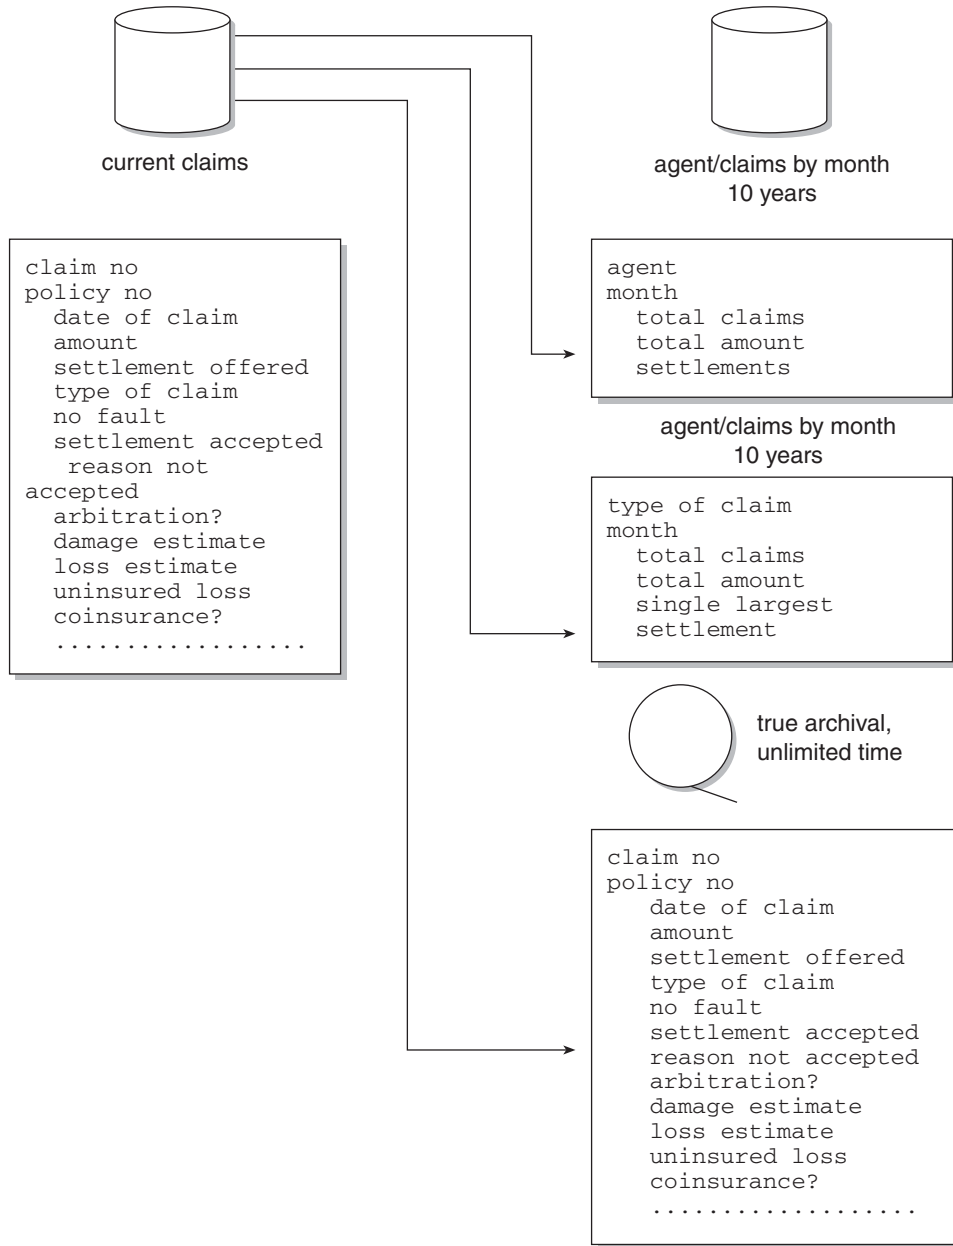 current claims
claim no
policy no
date of claim
amount
settlement offered
type of claim
no fault
settlement accepted
reason not
accepted
arbitration?
damage estimate
loss estimate
uninsured loss
coinsurance?
..................
agent/claims by month
10 years
agent
month
total claims
total amount
settlements
agent/claims by month
10 years
type of claim
month
total claims
total amount
single largest
settlement
true archival,
unlimited time
claim no
policy no
date of claim
amount
settlement offered
type of claim
no fault
settlement accepted
reason not accepted
arbitration?
damage estimate
loss estimate
uninsured loss
coinsurance?
...................